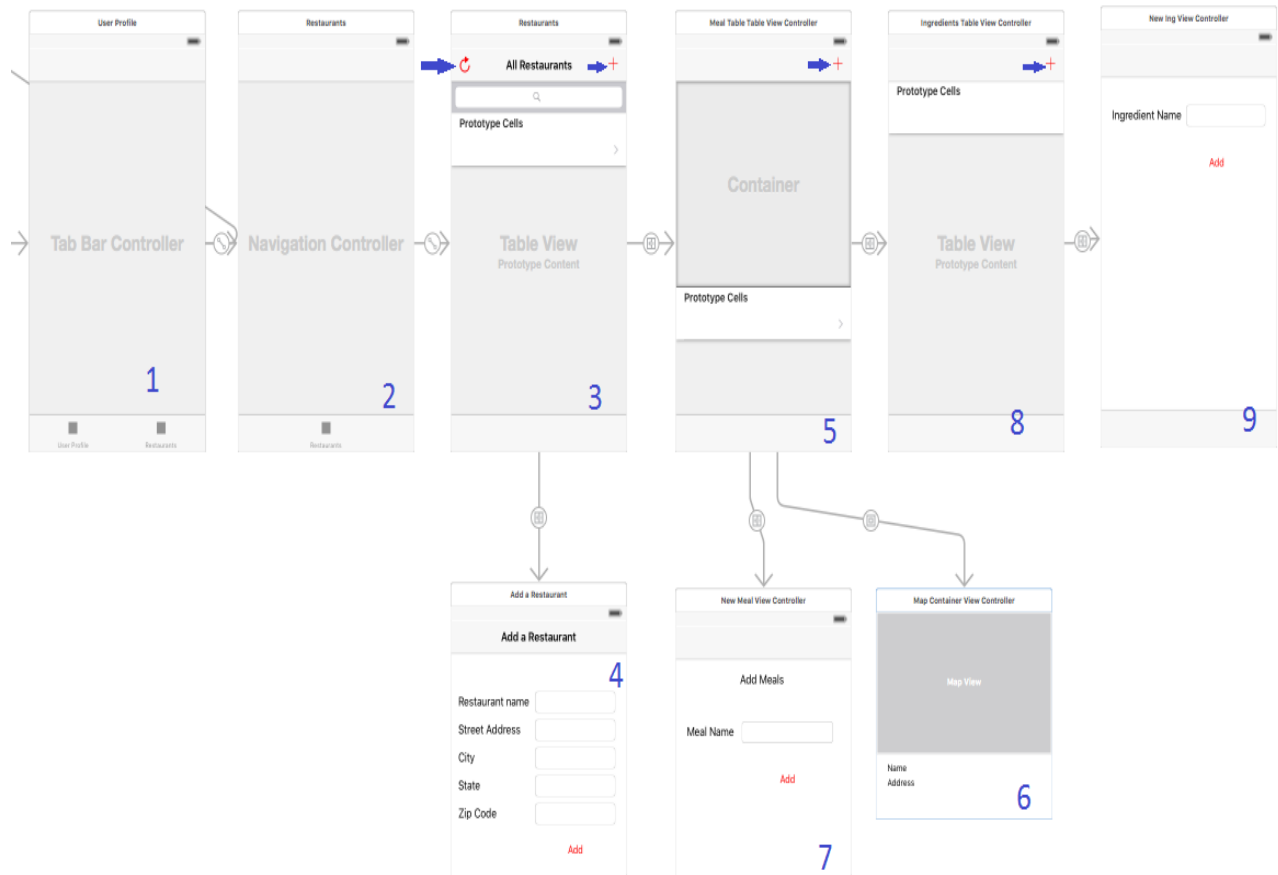 User Profile
Tab Bar Controller
1
User Profile
Restaurants
Restaurants
Navigation Controller
2
Restaurants
Restaurants
All Restaurants
+
Prototype Cells
Table View
Prototype Content
3
Meal Table Table View Controller
+
Container
Prototype Cells
5
Ingredients Table View Controller
+
Prototype Cells
Table View
Prototype Content
8
New Ing View Controller
Ingredient Name
Add
9
Add a Restaurant
Add a Restaurant
4
Restaurant name
Street Address
City
State
Zip Code
Add
New Meal View Controller
Add Meals
Meal Name
Add
7
Map Container View Controller
Map View
Name
Address
6